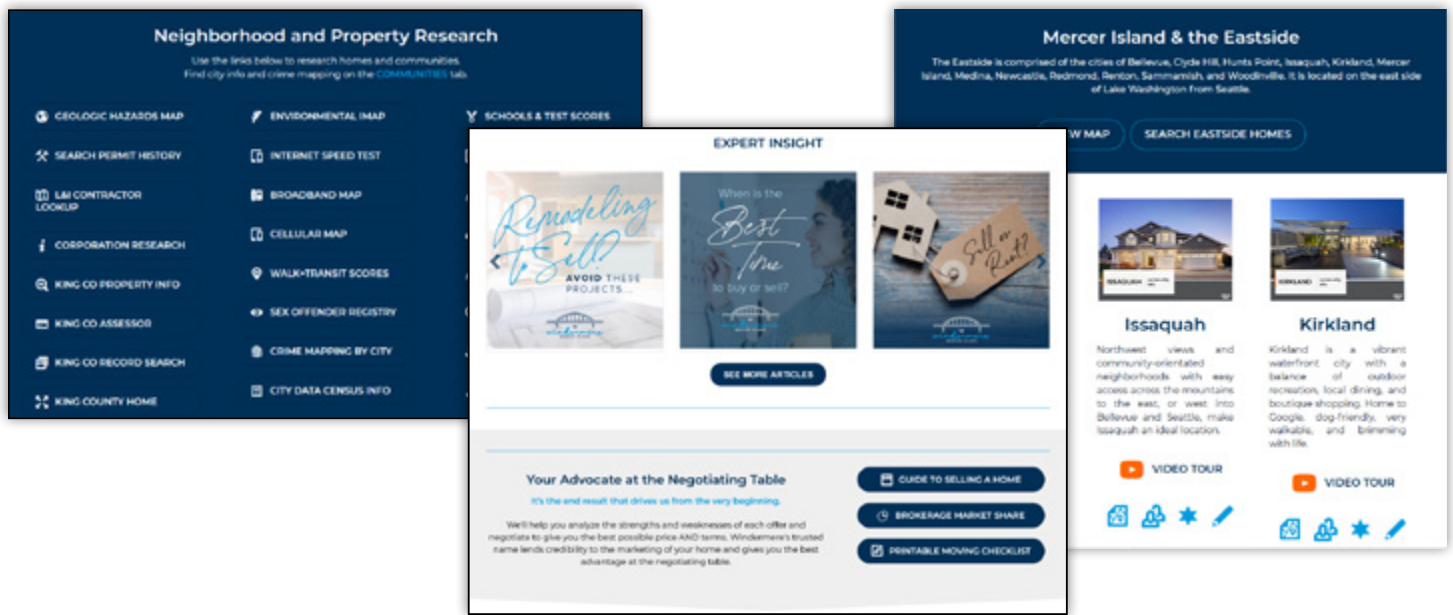 Neighborhood and Property Research
Use the links below to research homes and communities.
Find city info and crime mapping on the COMMUNITIES tab.
GEOLOGIC HAZARDS MAP
SEARCH PERMIT HISTORY
L&I CONTRACTOR
LOOKUP
CORPORATION RESEARCH
KING CO PROPERTY INFO
KING CO ASSESSOR
KING CO RECORD SEARCH
KING COUNTY HOME
ENVIRONMENTAL IMAP
INTERNET SPEED TEST
BROADBAND MAP
CELLULAR MAP
WALK+TRANSIT SCORES
SEX OFFENDER REGISTRY
CRIME MAPPING BY CITY
CITY DATA CENSUS INFO
SCHOOLS & TEST SCORES
EXPERT INSIGHT
Remodeling
to Sell?
AVOID THESE
PROJECTS...
windermere
When is the
Best
Time
to buy or sell?
windermere
Sell or
Rent?
windermere
SEE MORE ARTICLES
Your Advocate at the Negotiating Table
It's the end result that drives us from the very beginning.
We'll help you analyze the strengths and weaknesses of each offer and
negotiate to give you the best possible price AND terms. Windermere's trusted
name lends credibility to the marketing of your home and gives you the best
advantage at the negotiating table.
GUIDE TO SELLING A HOME
BROKERAGE MARKET SHARE
PRINTABLE MOVING CHECKLIST
Mercer Island & the Eastside
The Eastside is comprised of the cities of Bellevue, Clyde Hill, Hunts Point, Issaquah, Kirkland, Mercer
Island, Medina, Newcastle, Redmond, Renton, Sammamish, and Woodinville. It is located on the east side
of Lake Washington from Seattle.
W MAP
SEARCH EASTSIDE HOMES
ISSAQUAH
Issaquah
Northwest views and
community-orientated
neighborhoods with easy
access across the mountains
to the east, or west into
Bellevue and Seattle, make
Issaquah an ideal location.
VIDEO TOUR
KIRKLAND
Kirkland
Kirkland is a vibrant
waterfront city with a
balance of outdoor
recreation, local dining, and
boutique shopping. Home to
Google, dog-friendly, very
walkable, and brimming
with life.
VIDEO TOUR